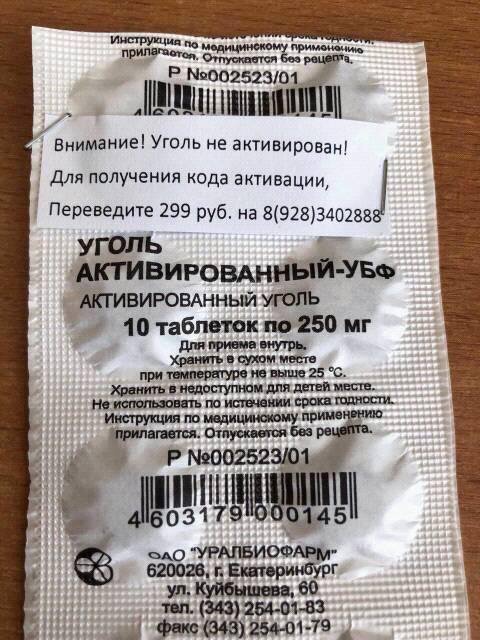 Инструкция по медицинскому применению
прилагается. Отпускается без рецепта.
Р №002523/01
Внимание! Уголь не активирован!
Для получения кода активации,
Переведите 299 руб. на 8(928)3402888
УГОЛЬ
АКТИВИРОВАННЫЙ-УБФ
АКТИВИРОВАННЫЙ УГОЛЬ
10 таблеток по 250 мг
Для приема внутрь.
Хранить в сухом месте
при температуре не выше 25 °С.
Хранить в недоступном для детей месте.
Не использовать по истечении срока годности.
Инструкция по медицинскому применению
прилагается. Отпускается без рецепта.
Р №002523/01
4 603179 000145
ОАО "УРАЛБИОФАРМ"
620026, г. Екатеринбург
ул. Куйбышева, 60
тел. (343) 254-01-83
факс (343) 254-01-79